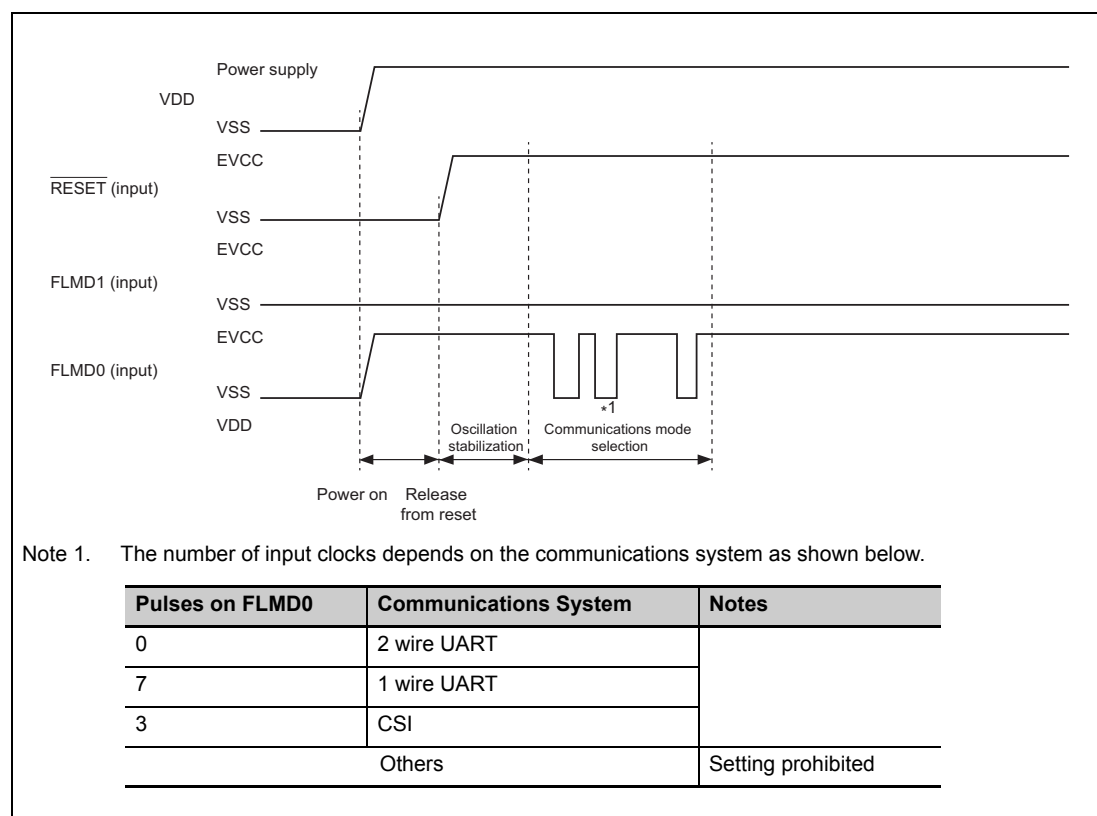 Power supply
VDD
VSS
EVCC
RESET (input)
VSS
EVCC
FLMD1 (input)
VSS
EVCC
FLMD0 (input)
VSS
*1
VDD
Oscillation
stabilization
Communications mode
selection
Power on
Release
from reset
Note 1. The number of input clocks depends on the communications system as shown below.
Pulses on FLMD0 Communications System Notes
0 2 wire UART
7 1 wire UART
3 CSI
Others Setting prohibited